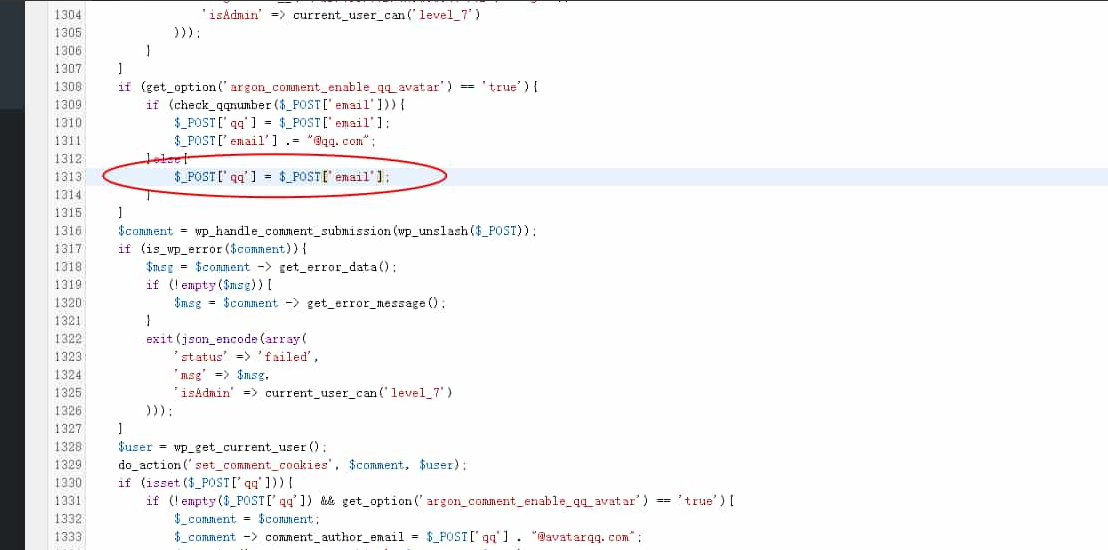 1304 'isAdmin' => current_user_can('level_7')
1305 )));
1306 }
1307 }
1308 if (get_option('argon_comment_enable_qq_avatar') == 'true'){
1309 if (check_qqnumber($_POST['email'])){
1310 $_POST['qq'] = $_POST['email'];
1311 $_POST['email'] .= "@qq.com";
1312 }else{
1313 $_POST['qq'] = $_POST['email'];
1314 }
1315 }
1316 $comment = wp_handle_comment_submission(wp_unslash($_POST));
1317 if (is_wp_error($comment)){
1318 $msg = $comment -> get_error_data();
1319 if (!empty($msg)){
1320 $msg = $comment -> get_error_message();
1321 }
1322 exit(json_encode(array(
1323 'status' => 'failed',
1324 'msg' => $msg,
1325 'isAdmin' => current_user_can('level_7')
1326 )));
1327 }
1328 $user = wp_get_current_user();
1329 do_action('set_comment_cookies', $comment, $user);
1330 if (isset($_POST['qq'])){
1331 if (!empty($_POST['qq']) && get_option('argon_comment_enable_qq_avatar') == 'true'){
1332 $_comment = $comment;
1333 $_comment -> comment_author_email = $_POST['qq'] . "@avatarqq.com";